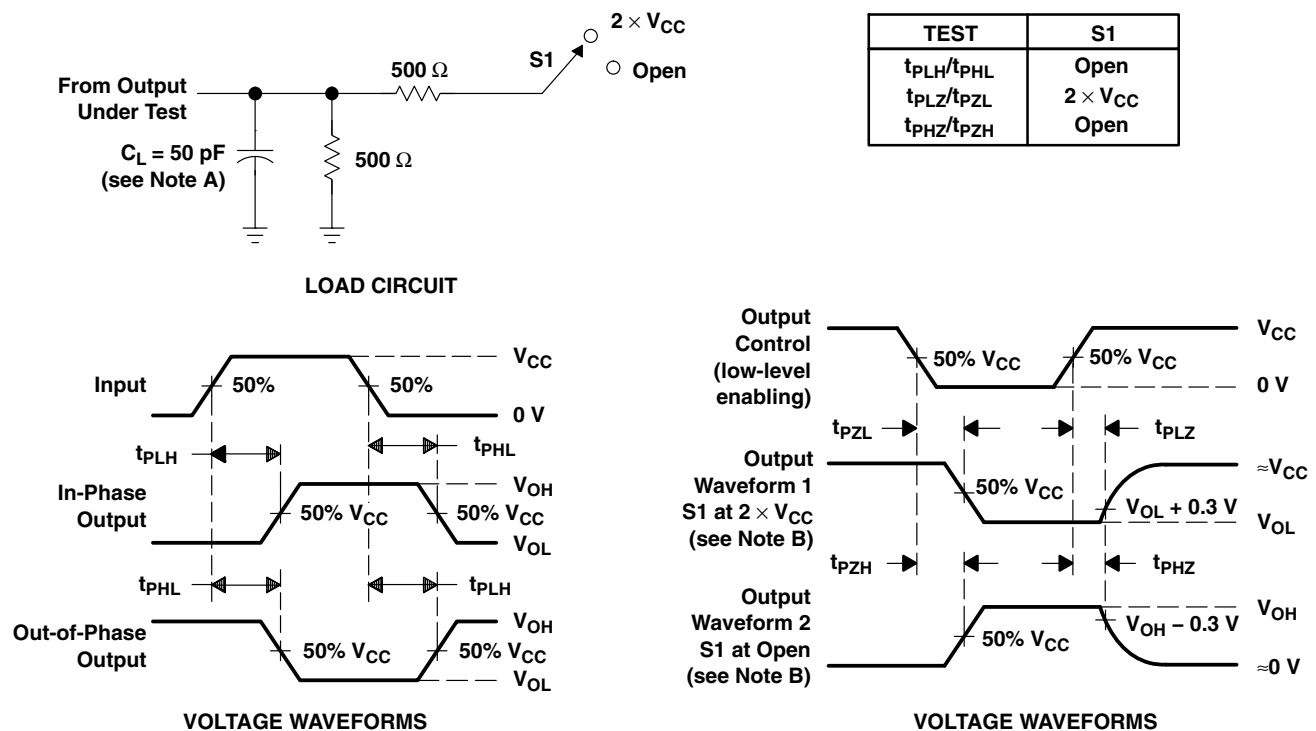 2 × VCC
S1
Open
500 Ω
From Output
Under Test
CL = 50 pF
(see Note A)
500 Ω
LOAD CIRCUIT
TEST S1
tPLH/tPHL Open
tPLZ/tPZL 2 × VCC
tPHZ/tPZH Open
Input
50%
50%
VCC
0 V
tPLH
tPHL
In-Phase
Output
50% VCC
VOH
50% VCC
VOL
tPHL
tPLH
Out-of-Phase
Output
50% VCC
VOH
50% VCC
VOL
VOLTAGE WAVEFORMS
Output
Control
(low-level
enabling)
50% VCC
50% VCC
VCC
0 V
tPZL
tPLZ
Output
Waveform 1
S1 at 2 × VCC
(see Note B)
50% VCC
≈VCC
VOL + 0.3 V
VOL
tPZH
tPHZ
Output
Waveform 2
S1 at Open
(see Note B)
50% VCC
VOH
VOH − 0.3 V
≈0 V
VOLTAGE WAVEFORMS